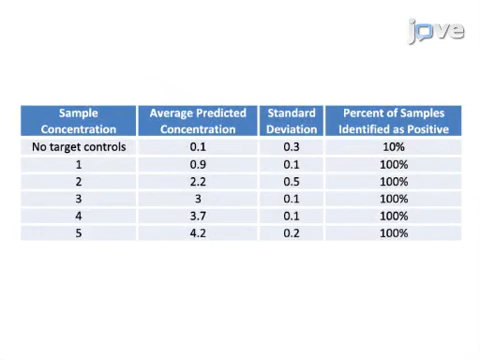 jove
Sample Concentration Average Predicted Concentration Standard Deviation Percent of Samples Identified as Positive
No target controls 0.1 0.3 10%
1 0.9 0.1 100%
2 2.2 0.5 100%
3 3 0.1 100%
4 3.7 0.1 100%
5 4.2 0.2 100%